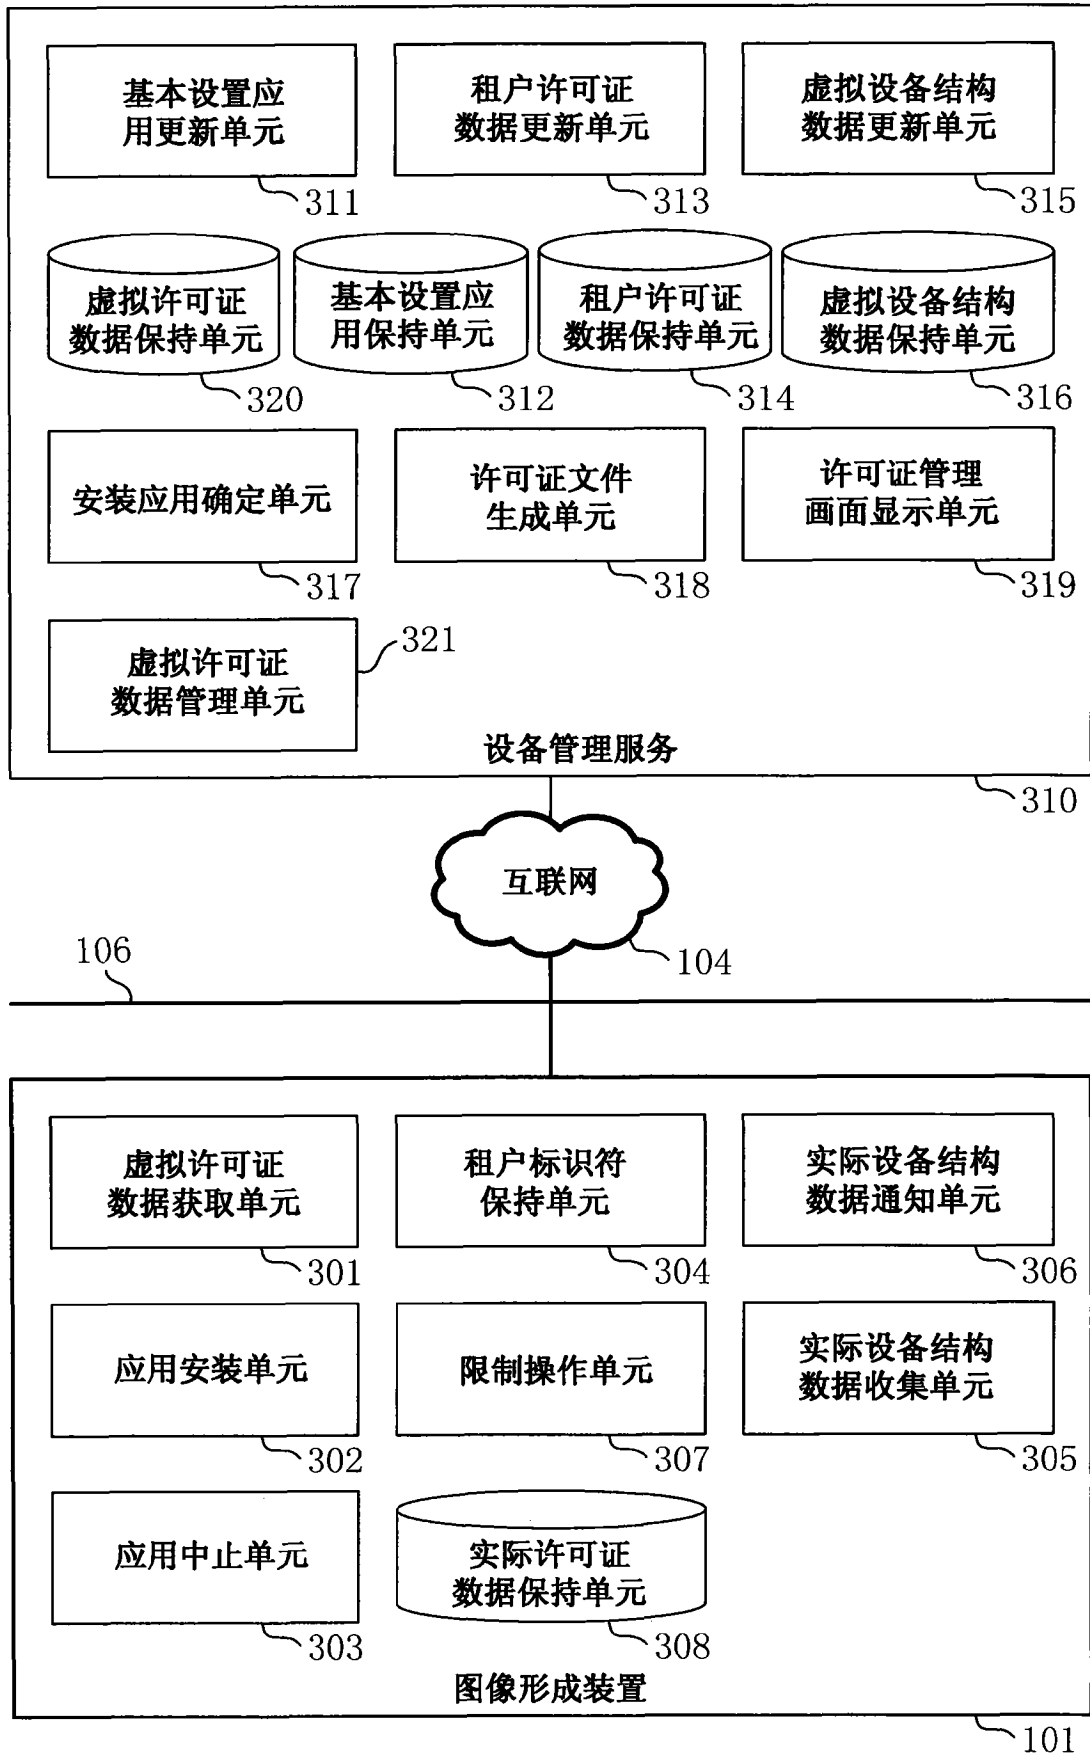 基本设置应
用更新单元
311
租户许可证
数据更新单元
313
虚拟设备结构
数据更新单元
315
虚拟许可证
数据保持单元
320
基本设置应
用保持单元
312
租户许可证
数据保持单元
314
虚拟设备结构
数据保持单元
316
安装应用确定单元
317
许可证文件
生成单元
318
许可证管理
画面显示单元
319
虚拟许可证
数据管理单元
321
设备管理服务
310
互联网
104
106
虚拟许可证
数据获取单元
301
租户标识符
保持单元
304
实际设备结构
数据通知单元
306
应用安装单元
302
限制操作单元
307
实际设备结构
数据收集单元
305
应用中止单元
303
实际许可证
数据保持单元
308
图像形成装置
101